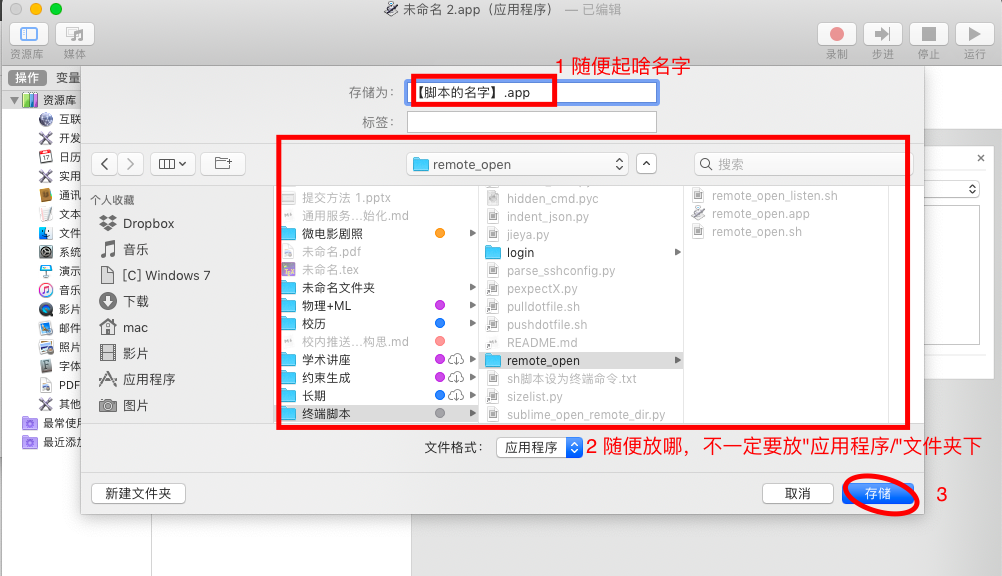 未命名 2.app（应用程序） — 已编辑
资源库 媒体 录制 步进 停止 运行
操作 变量
1 随便起啥名字
存储为: 【脚本的名字】.app
标签:
remote_open
搜索
资源库
互联
开发
日历
实用
通讯
文本
文件
系统
演示
音乐
影片
邮件
照片
字体
PDF
其他
最常使用
最近添加
个人收藏
Dropbox
音乐
[C] Windows 7
下载
mac
影片
应用程序
图片
提交方法 1.pptx
通用服务...始化.md
微电影剧照
未命名.pdf
未命名.tex
未命名文件夹
物理+ML
校历
校内推送...构思.md
学术讲座
约束生成
长期
终端脚本
hidden_cmd.pyc
indent_json.py
jieya.py
login
parse_sshconfig.py
pexpectX.py
pulldotfile.sh
pushdotfile.sh
README.md
remote_open
sh脚本设为终端命令.txt
sizelist.py
sublime_open_remote_dir.py
remote_open_listen.sh
remote_open.app
remote_open.sh
文件格式: 应用程序
2 随便放哪，不一定要放"应用程序/"文件夹下
新建文件夹 取消 存储
3